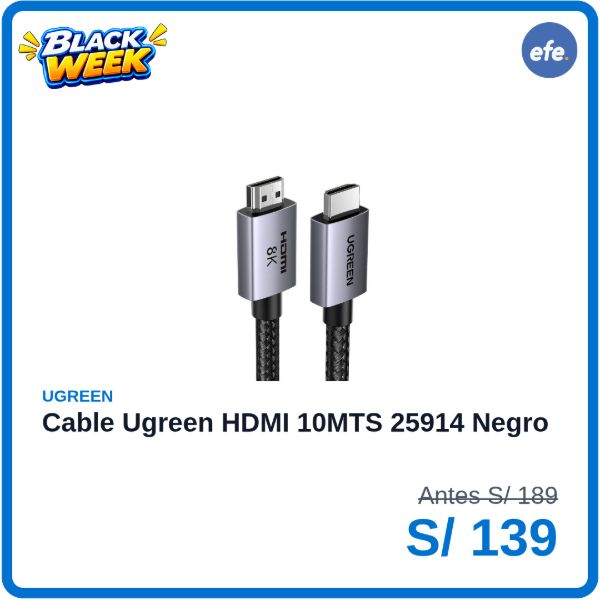 BLACK
WEEK
efe.
HDMI
8K
UGREEN
UGREEN
Cable Ugreen HDMI 10MTS 25914 Negro
Antes S/ 189
S/ 139